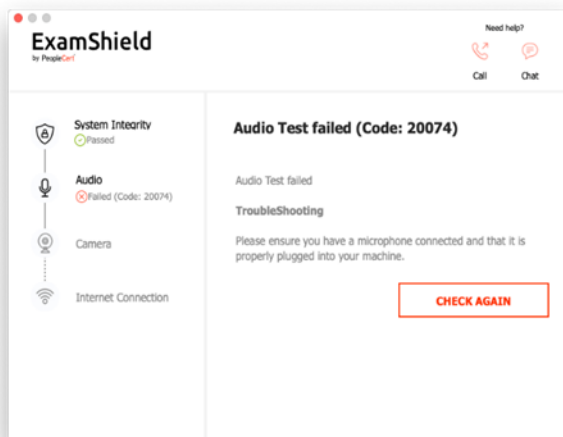 Need help?
ExamShield
by PeopleCert
Call
Chat
System Integrity
Passed
Audio
Failed (Code: 20074)
Camera
Internet Connection
Audio Test failed (Code: 20074)
Audio Test failed
TroubleShooting
Please ensure you have a microphone connected and that it is
properly plugged into your machine.
CHECK AGAIN